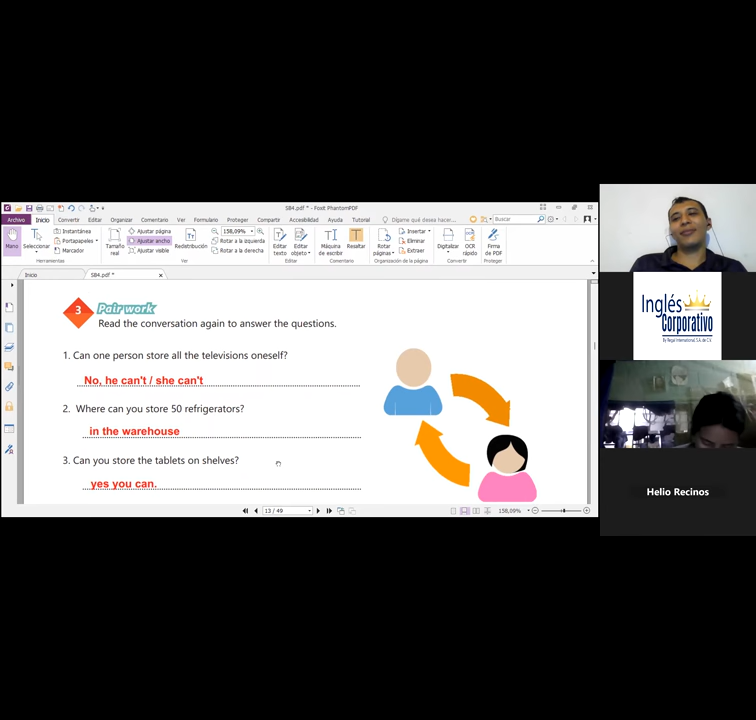 SB4.pdf * - Foxit PhantomPDF
Archivo Inicio Convertir Editar Organizar Comentario Ver Formulario Proteger Compartir Accesibilidad Ayuda Tutorial Dígame qué desea hacer... Buscar
Mano
Seleccionar
Instantánea
Portapapeles
Marcador
Tamaño real
Ajustar página
Ajustar ancho
Ajustar visible
Redistribución
158,09%
Rotar a la izquierda
Rotar a la derecha
Editar texto
Editar objeto
Máquina de escribir
Resaltar
Rotar páginas
Insertar
Eliminar
Extraer
OCR rápido
Firma de PDF
Herramientas Ver Editar Comentario Organización de la página Convertir Proteger
Inicio SB4.pdf *
3 Pair work
Read the conversation again to answer the questions.
1. Can one person store all the televisions oneself?
No, he can't / she can't
2. Where can you store 50 refrigerators?
in the warehouse
3. Can you store the tablets on shelves?
yes you can.
13 / 49
158,09%
Inglés
Corporativo
By Regal International, S.A. de C.V.
Helio Recinos